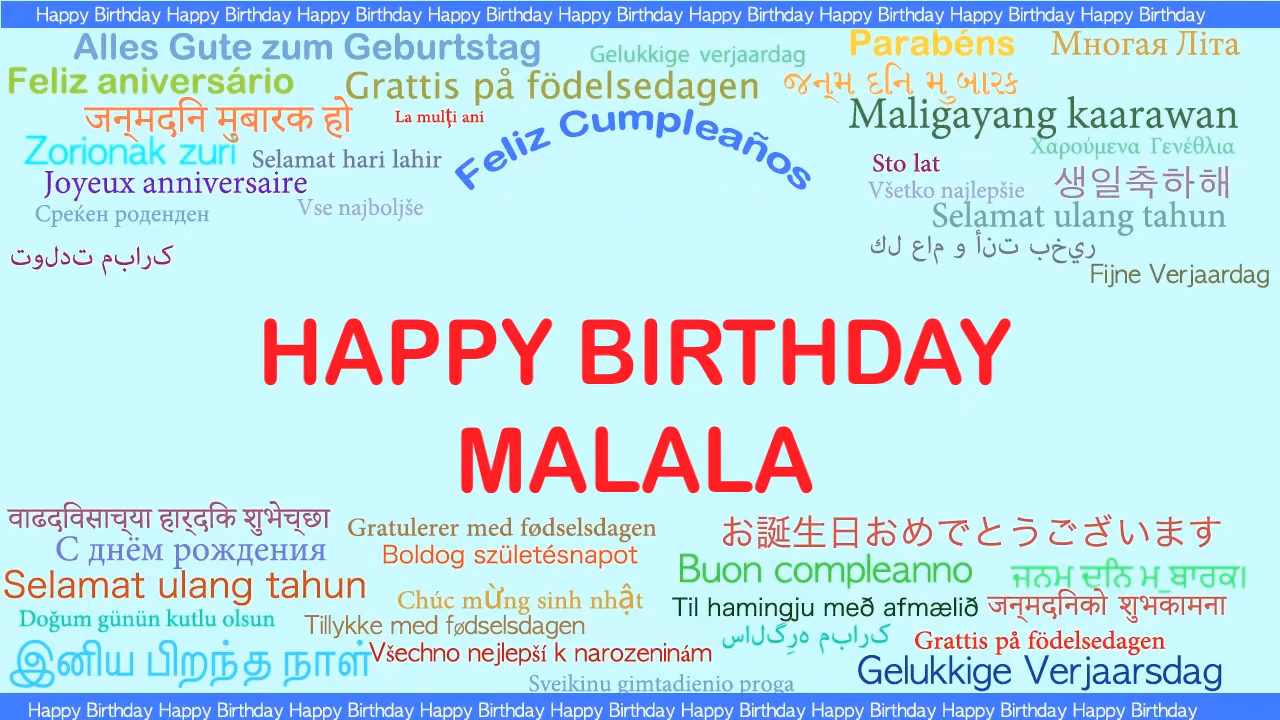 Happy Birthday Happy Birthday Happy Birthday Happy Birthday Happy Birthday Happy Birthday Happy Birthday Happy Birthday Happy Birthday
Alles Gute zum Geburtstag
Gelukkige verjaardag
Parabéns
Многая Літа
Feliz aniversário
Grattis på födelsedagen
જન્મ દનિ મુ બારક
जन्मदनि मुबारक हो
La mulţi ani
Feliz Cumpleaños
Maligayang kaarawan
Zorionak zuri
Selamat hari lahir
Χαρούμενα Γενέθλια
Sto lat
Joyeux anniversaire
Všetko najlepšie
생일축하해
Среќен роденден
Vse najboljše
Selamat ulang tahun
تولدت مبارک
كل عام و أنت بخير
Fijne Verjaardag
HAPPY BIRTHDAY
MALALA
वाढदविसाच्या हार्दकि शुभेच्छा
Gratulerer med fødselsdagen
お誕生日おめでとうございます
С днём рождения
Boldog születésnapot
Buon compleanno
ਜਨਮ ਦਨਿ ਮੁ ਬਾਰਕ।
Selamat ulang tahun
Chúc mừng sinh nhật
Til hamingju með afmælið
जन्मदनिको शुभकामना
Doğum günün kutlu olsun
Tillykke med fødselsdagen
سالگرہ مبارک
Grattis på födelsedagen
இனிய பிறந்த நாள்
Všechno nejlepší k narozeninám
Gelukkige Verjaarsdag
Sveikinu gimtadienio proga
Happy Birthday Happy Birthday Happy Birthday Happy Birthday Happy Birthday Happy Birthday Happy Birthday Happy Birthday Happy Birthday